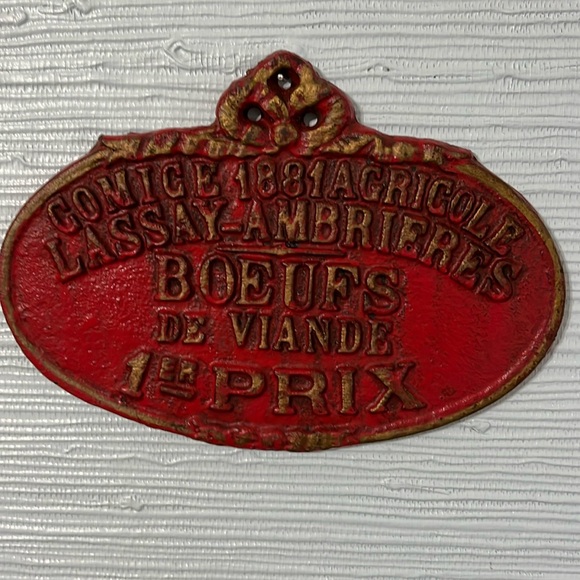 COMICE 1881 AGRICOLE
LASSAY-AMBRIERES
BOEUFS
DE VIANDE
1ER PRIX